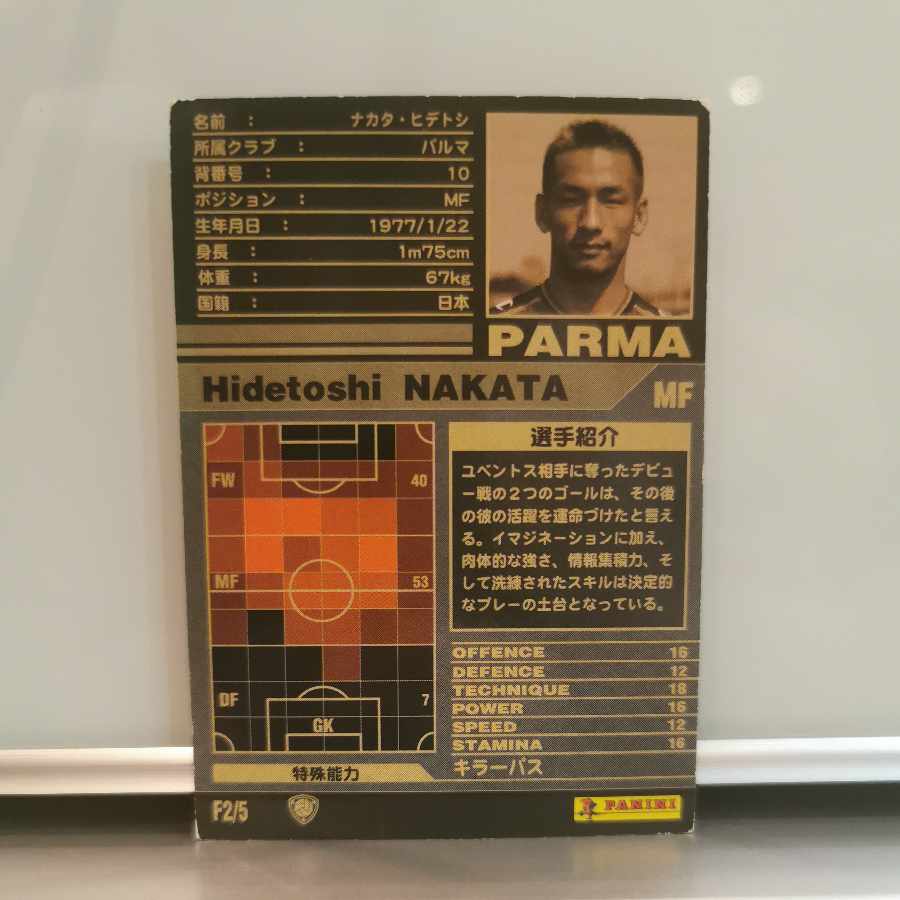 名前 : ナカタ・ヒデトシ
所属クラブ : パルマ
背番号 : 10
ポジション : MF
生年月日 : 1977/1/22
身長 : 1m75cm
体重 : 67kg
国籍 : 日本
PARMA
Hidetoshi NAKATA MF
FW 40
MF 53
DF 7
GK
選手紹介
ユベントス相手に奪ったデビュ
ー戦の2つのゴールは、その後
の彼の活躍を運命づけたと言え
る。イマジネーションに加え、
肉体的な強さ、情報集積力、そ
して洗練されたスキルは決定的
なプレーの土台となっている。
OFFENCE 16
DEFENCE 12
TECHNIQUE 18
POWER 16
SPEED 12
STAMINA 16
特殊能力 キラーパス
F2/5
PANINI